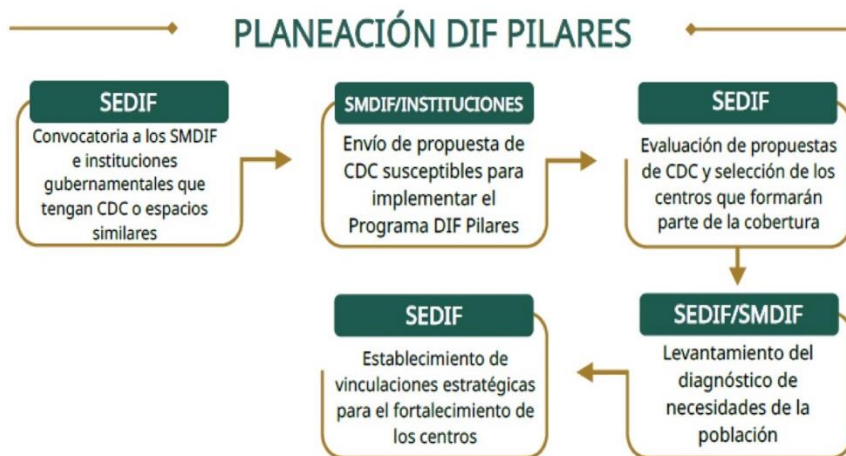 PLANEACIÓN DIF PILARES
SEDIF
Convocatoria a los SMDIF
e instituciones
gubernamentales que
tengan CDC o espacios
similares
SMDIF/INSTITUCIONES
Envío de propuesta de
CDC susceptibles para
implementar el
Programa DIF Pilares
SEDIF
Evaluación de propuestas
de CDC y selección de los
centros que formarán
parte de la cobertura
SEDIF/SMDIF
Levantamiento del
diagnóstico de
necesidades de la
población
SEDIF
Establecimiento de
vinculaciones estratégicas
para el fortalecimiento de
los centros